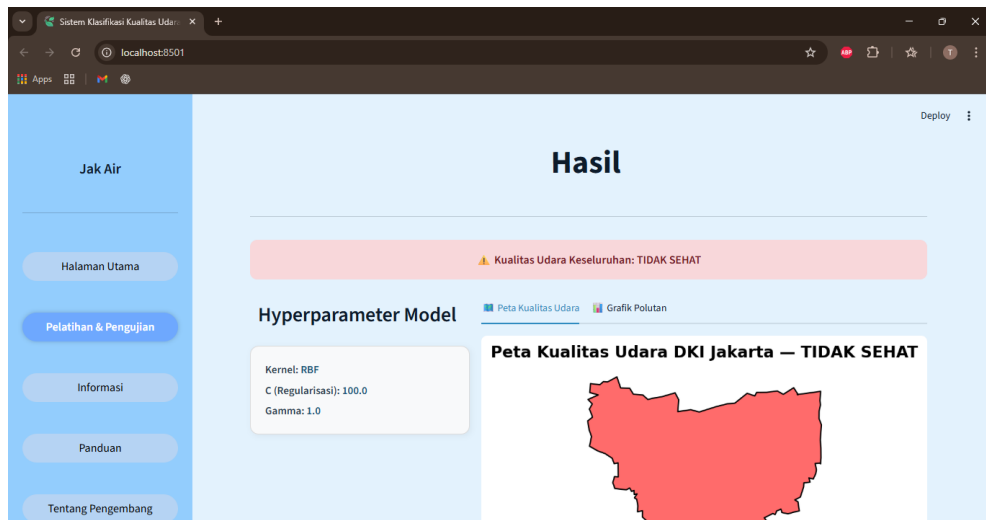 Sistem Klasifikasi Kualitas Udar
localhost:8501
ABP
T
Apps
Deploy
Jak Air
Halaman Utama
Pelatihan & Pengujian
Informasi
Panduan
Tentang Pengembang
Hasil
⚠️ Kualitas Udara Keseluruhan: TIDAK SEHAT
Hyperparameter Model
Kernel: RBF
C (Regularisasi): 100.0
Gamma: 1.0
Peta Kualitas Udara
Grafik Polutan
Peta Kualitas Udara DKI Jakarta — TIDAK SEHAT